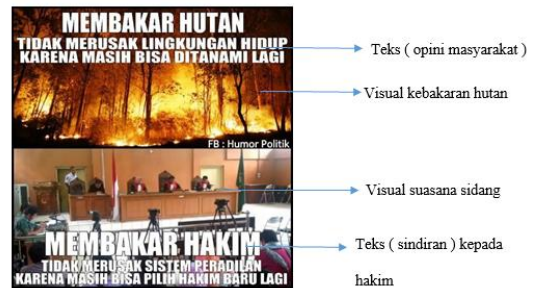 MEMBAKAR HUTAN
TIDAK MERUSAK LINGKUNGAN HIDUP
KARENA MASIH BISA DITANAMI LAGI
Teks ( opini masyarakat )
Visual kebakaran hutan
FB : Humor Politik
Visual suasana sidang
MEMBAKAR HAKIM
TIDAK MERUSAK SISTEM PERADILAN
KARENA MASIH BISA PILIH HAKIM BARU LAGI
Teks ( sindiran ) kepada
hakim